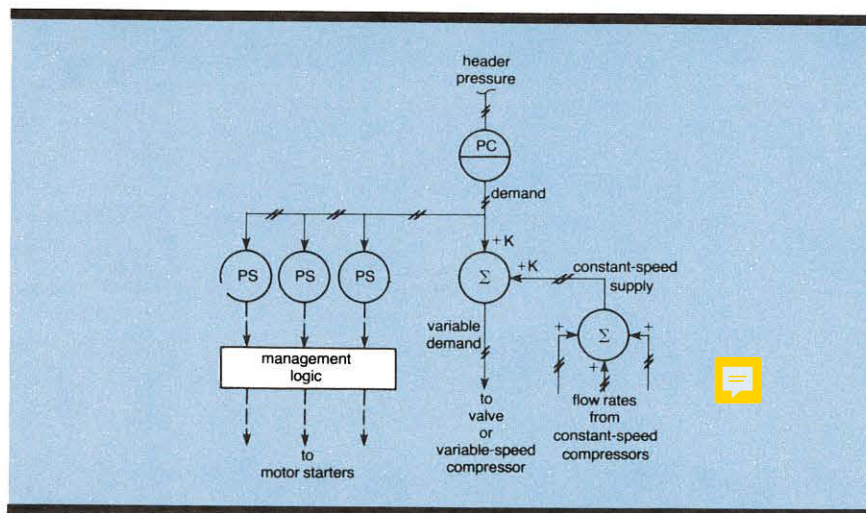 header
pressure
PC
demand
+K
+K
constant-speed
supply
PS
PS
PS
Σ
Σ
+
+
+
variable
demand
management
logic
to
valve
or
variable-speed
compressor
flow rates
from
constant-speed
compressors
to
motor starters